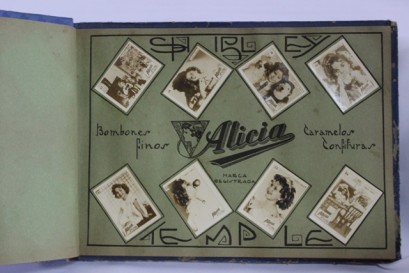 SHIRLEY
Bombones
finos
Alicia
Caramelos
Confituras
MARCA
REGISTRADA
TEMPLE